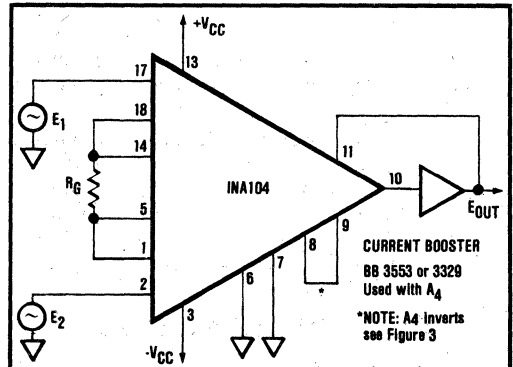 +VCC
13
17
E1
18
14
RG
INA104
11
10
EOUT
5
9
8
1
7
6
2
E2
3
-VCC
*
CURRENT BOOSTER
BB 3553 or 3329
Used with A4
*NOTE: A4 inverts
see Figure 3